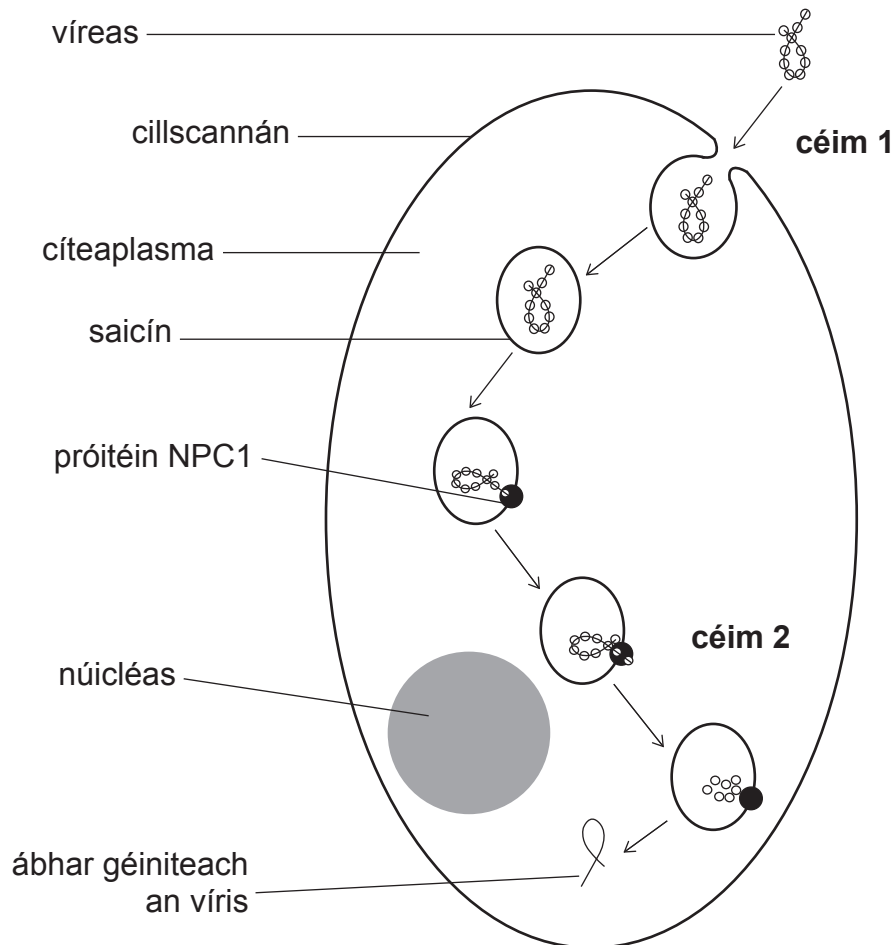 víreas
cillscannán
céim 1
cíteaplasma
saicín
próitéin NPC1
céim 2
núicléas
ábhar géiniteach
an víris